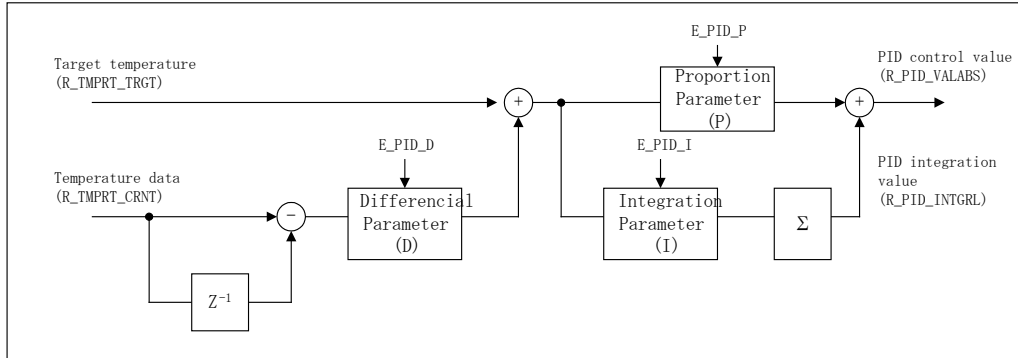 E_PID_P
Target temperature
(R_TMPRT_TRGT)
PID control value
(R_PID_VALABS)
Proportion
Parameter
(P)
+
+
E_PID_D
E_PID_I
Temperature data
(R_TMPRT_CRNT)
PID integration
value
(R_PID_INTGRL)
−
Differencial
Parameter
(D)
Integration
Parameter
(I)
Σ
Z⁻¹